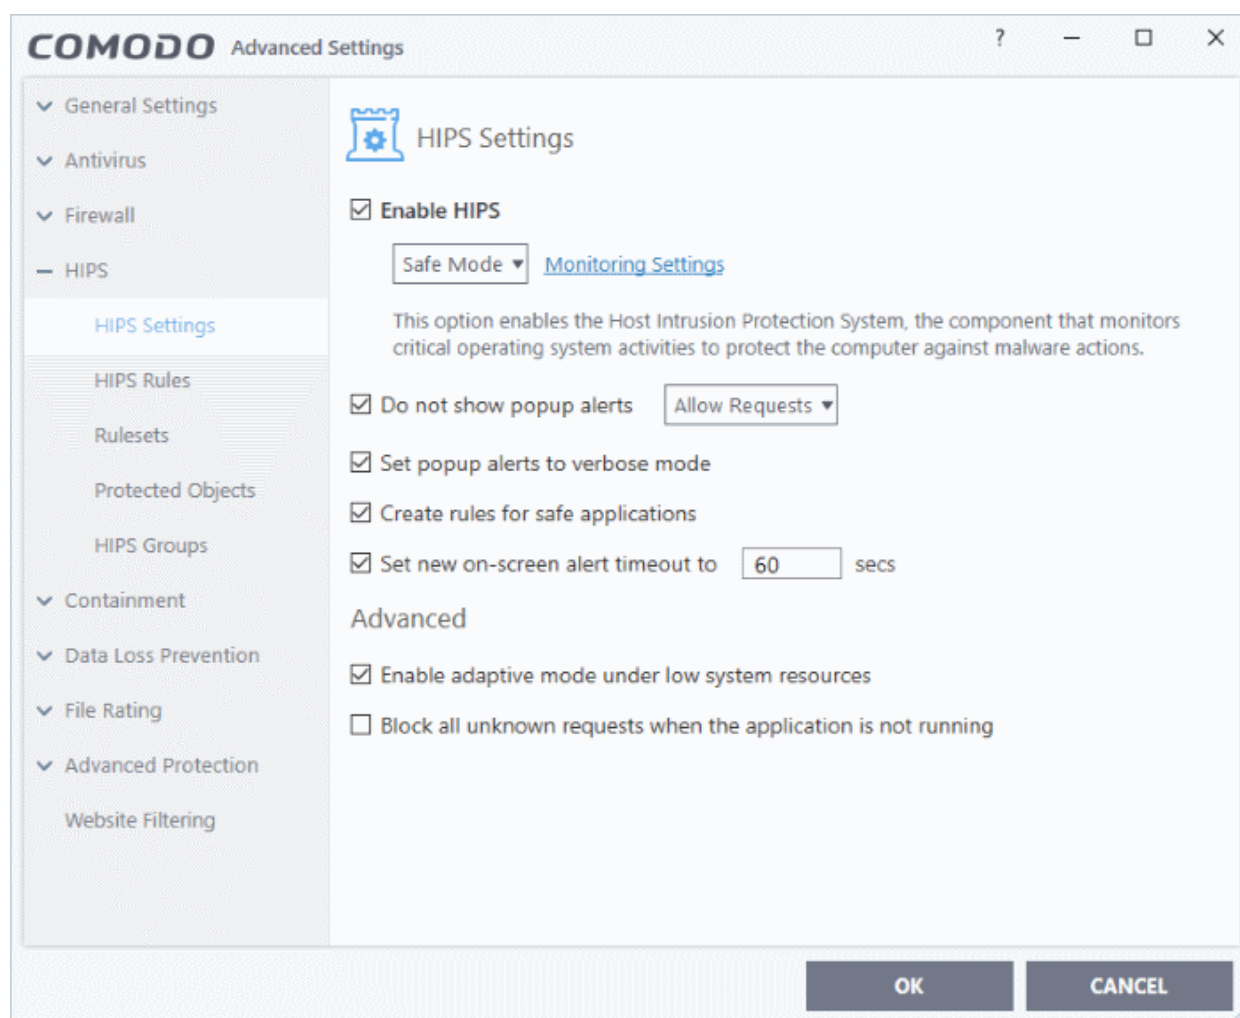 COMODO Advanced Settings ?
General Settings
Antivirus
Firewall
HIPS
HIPS Settings
HIPS Rules
Rulesets
Protected Objects
HIPS Groups
Containment
Data Loss Prevention
File Rating
Advanced Protection
Website Filtering
HIPS Settings
Enable HIPS
Safe Mode Monitoring Settings
This option enables the Host Intrusion Protection System, the component that monitors
critical operating system activities to protect the computer against malware actions.
Do not show popup alerts Allow Requests
Set popup alerts to verbose mode
Create rules for safe applications
Set new on-screen alert timeout to 60 secs
Advanced
Enable adaptive mode under low system resources
Block all unknown requests when the application is not running
OK CANCEL